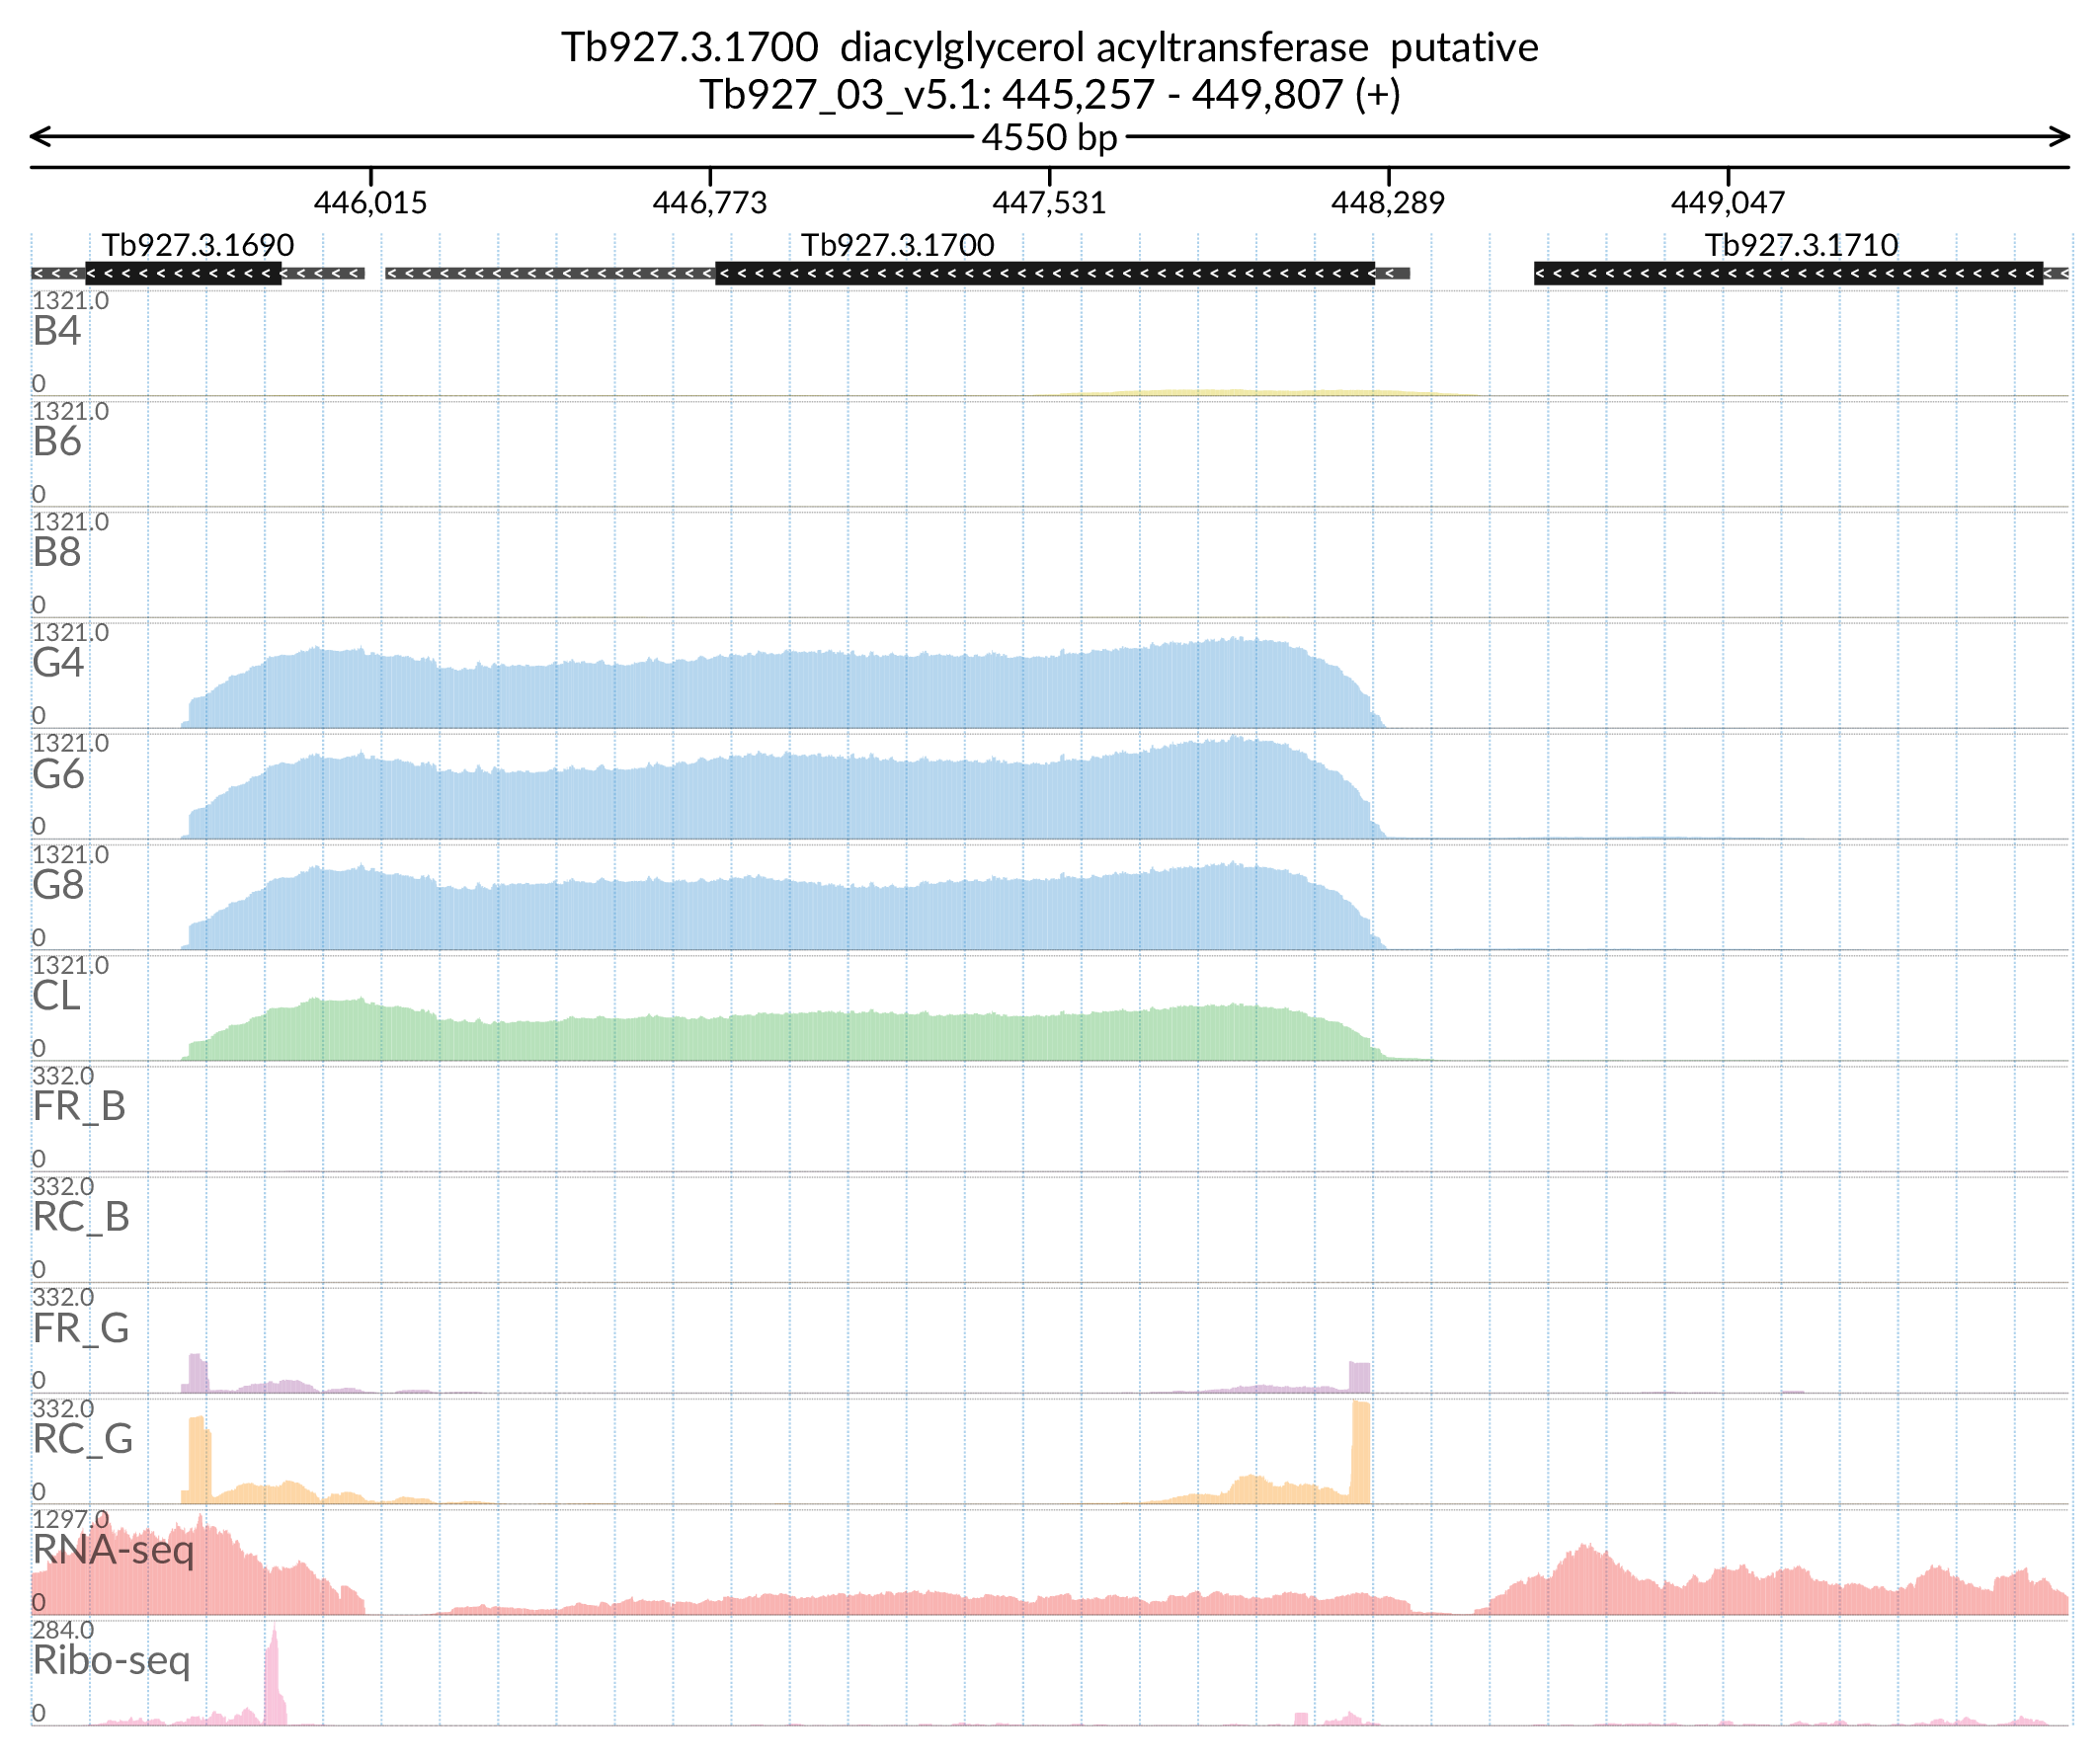 Tb927.3.1700 diacylglycerol acyltransferase putative
Tb927_03_v5.1: 445,257 - 449,807 (+)
4550 bp
446,015 446,773 447,531 448,289 449,047
Tb927.3.1690 Tb927.3.1700 Tb927.3.1710
1321.0
B4
0
1321.0
B6
0
1321.0
B8
0
1321.0
G4
0
1321.0
G6
0
1321.0
G8
0
1321.0
CL
0
332.0
FR_B
0
332.0
RC_B
0
332.0
FR_G
0
332.0
RC_G
0
1297.0
RNA-seq
0
284.0
Ribo-seq
0